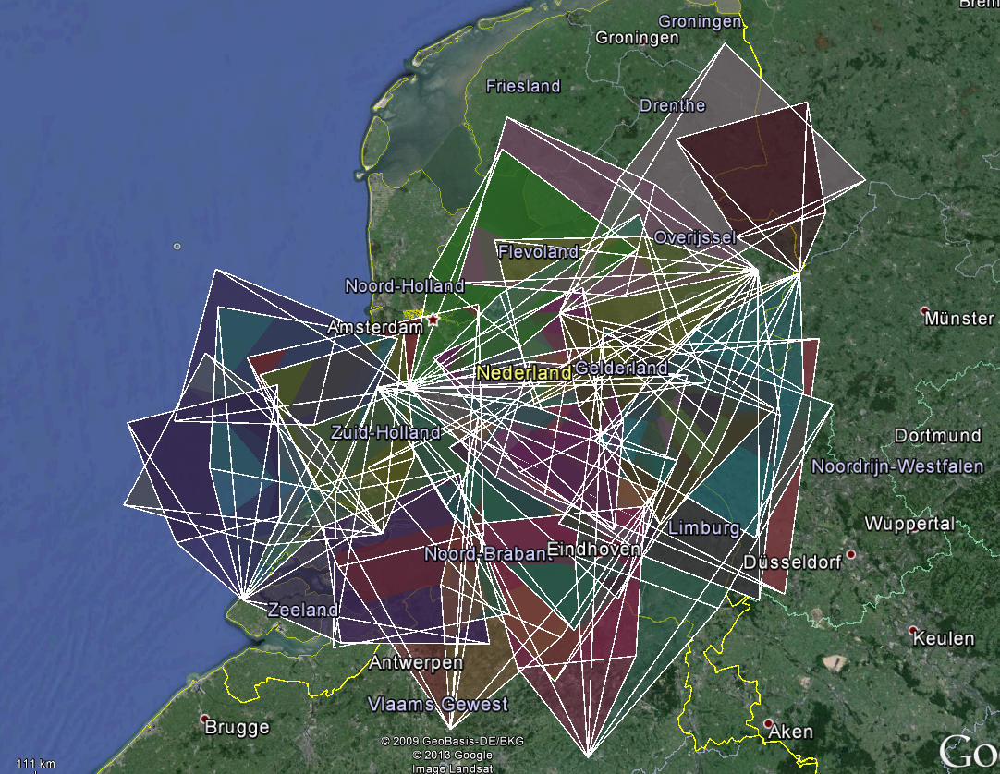 Brem
Groningen
Groningen
Friesland
Drenthe
Overijssel
Flevoland
Noord-Holland
Münster
Amsterdam
Nederland
Gelderland
Zuid-Holland
Dortmund
Noordrijn-Westfalen
Limburg
Wuppertal
Noord-Brabant
Eindhoven
Düsseldorf
Zeeland
Keulen
Antwerpen
Vlaams Gewest
Brugge
Aken
© 2009 GeoBasis-DE/BKG
© 2013 Google
Image Landsat
111 km
Go